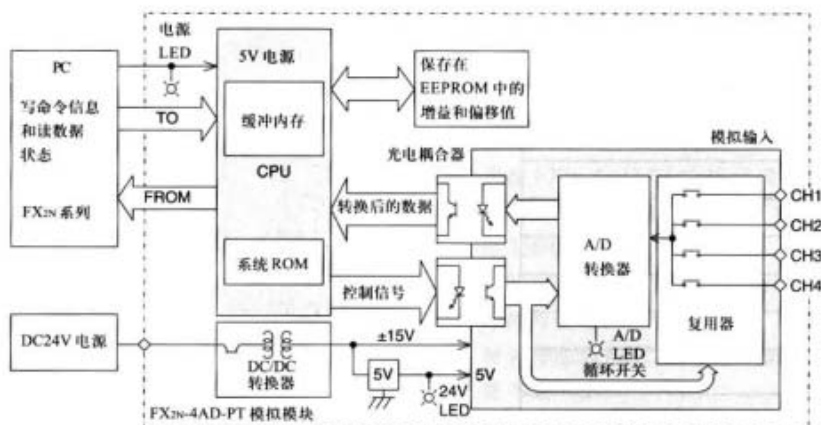 电源
LED
PC
写命令信息
和读数据
状态
FX2N 系列
TO
FROM
5V 电源
缓冲内存
CPU
系统 ROM
保存在
EEPROM 中的
增益和偏移值
光电耦合器
模拟输入
转换后的数据
控制信号
A/D
转换器
CH1
CH2
CH3
CH4
复用器
A/D
LED
循环开关
DC24V 电源
DC/DC
转换器
±15V
5V
5V
24V
LED
FX2N-4AD-PT 模拟模块